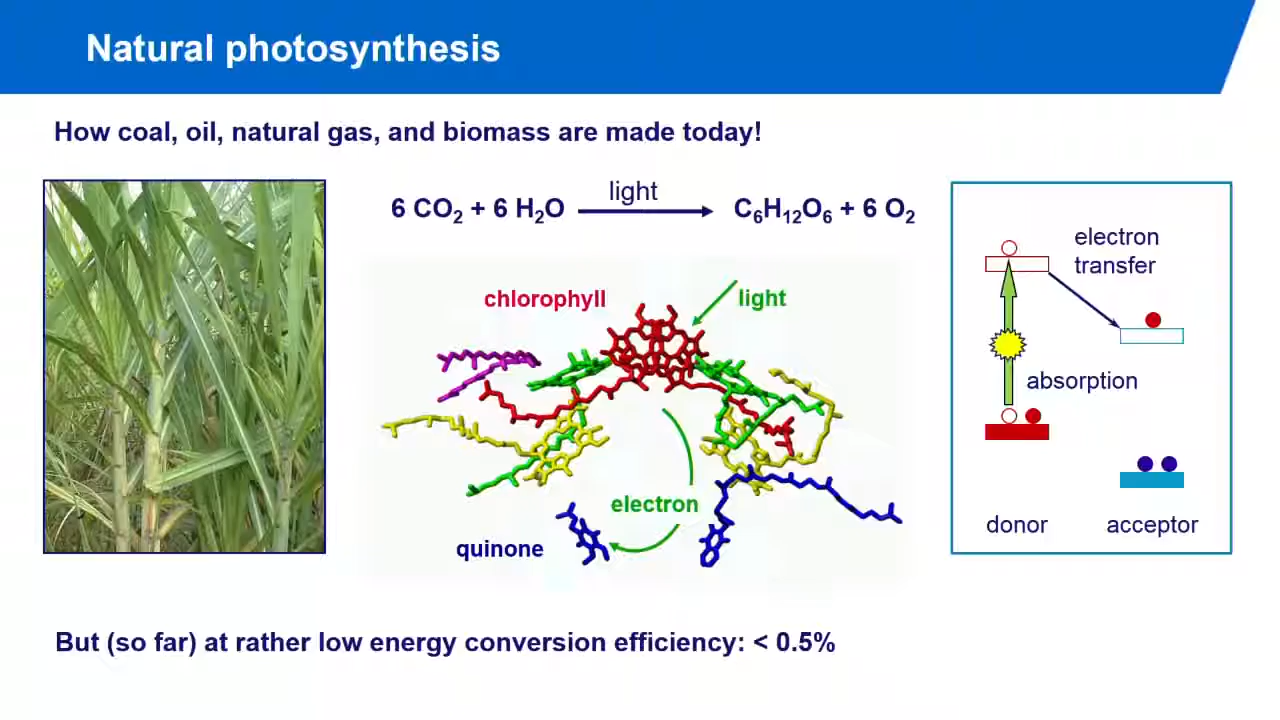 Natural photosynthesis
How coal, oil, natural gas, and biomass are made today!
light
6 CO₂ + 6 H₂O C₆H₁₂O₆ + 6 O₂
chlorophyll
light
electron
quinone
electron
transfer
absorption
donor acceptor
But (so far) at rather low energy conversion efficiency: < 0.5%